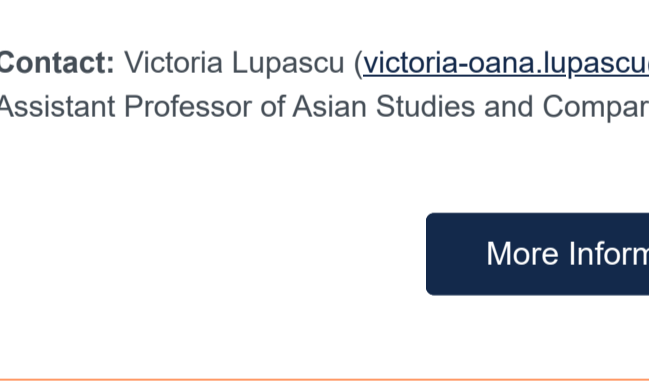 Contact: Victoria Lupascu (victoria-oana.lupascu
Assistant Professor of Asian Studies and Compar
More Inform